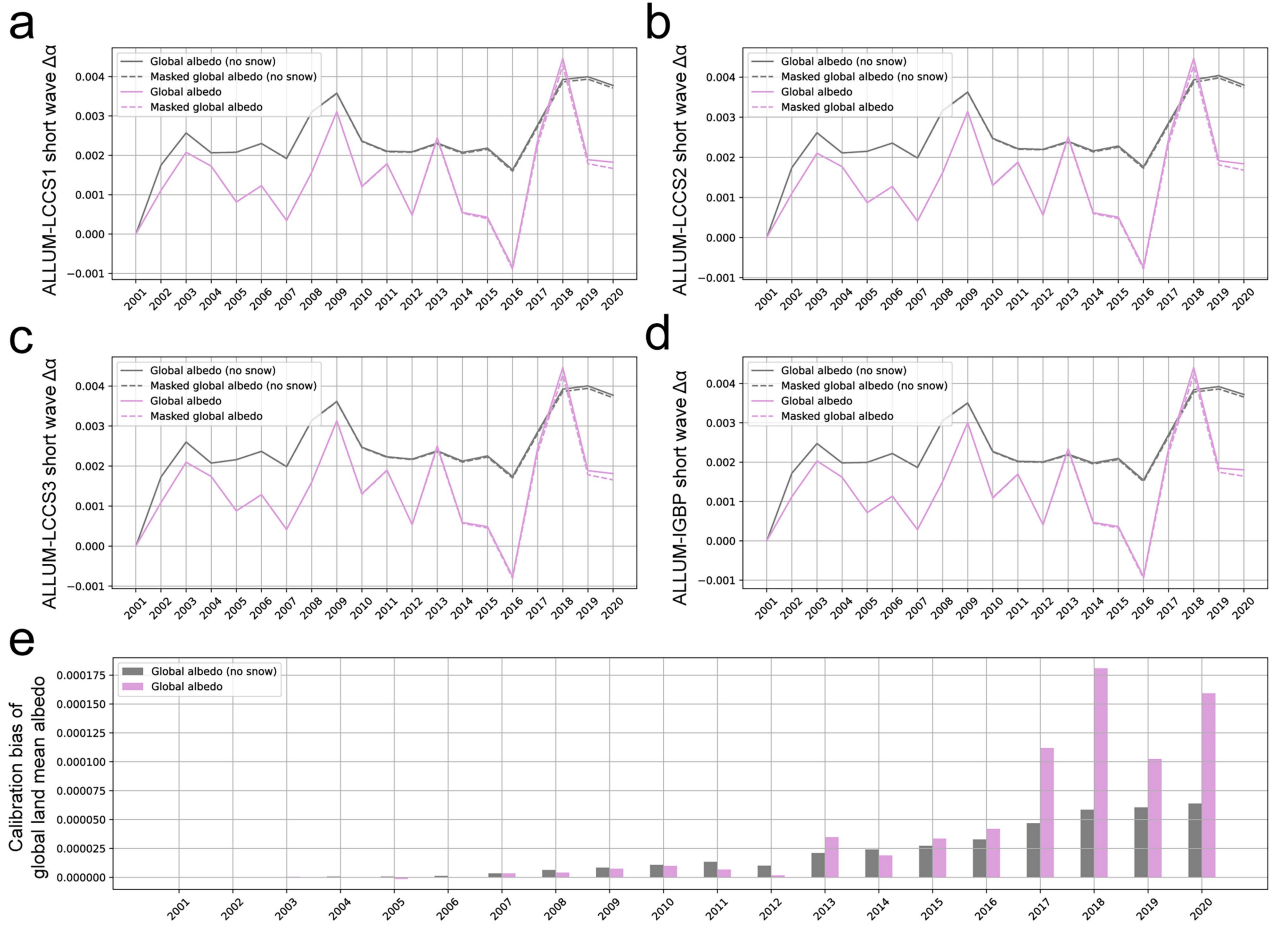 a
ALLUM-LCCS1 short wave Δα
Global albedo (no snow)
Masked global albedo (no snow)
Global albedo
Masked global albedo
0.004
0.003
0.002
0.001
0.000
−0.001
2001 2002 2003 2004 2005 2006 2007 2008 2009 2010 2011 2012 2013 2014 2015 2016 2017 2018 2019 2020
b
ALLUM-LCCS2 short wave Δα
Global albedo (no snow)
Masked global albedo (no snow)
Global albedo
Masked global albedo
0.004
0.003
0.002
0.001
0.000
−0.001
2001 2002 2003 2004 2005 2006 2007 2008 2009 2010 2011 2012 2013 2014 2015 2016 2017 2018 2019 2020
c
ALLUM-LCCS3 short wave Δα
Global albedo (no snow)
Masked global albedo (no snow)
Global albedo
Masked global albedo
0.004
0.003
0.002
0.001
0.000
−0.001
2001 2002 2003 2004 2005 2006 2007 2008 2009 2010 2011 2012 2013 2014 2015 2016 2017 2018 2019 2020
d
ALLUM-IGBP short wave Δα
Global albedo (no snow)
Masked global albedo (no snow)
Global albedo
Masked global albedo
0.004
0.003
0.002
0.001
0.000
−0.001
2001 2002 2003 2004 2005 2006 2007 2008 2009 2010 2011 2012 2013 2014 2015 2016 2017 2018 2019 2020
e
Calibration bias of
global land mean albedo
Global albedo (no snow)
Global albedo
0.000175
0.000150
0.000125
0.000100
0.000075
0.000050
0.000025
0.000000
2001 2002 2003 2004 2005 2006 2007 2008 2009 2010 2011 2012 2013 2014 2015 2016 2017 2018 2019 2020